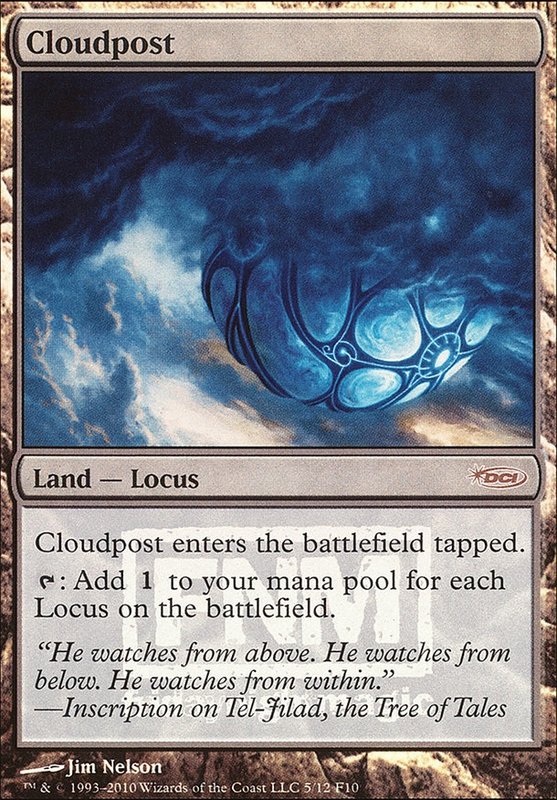 Cloudpost
Land — Locus
DCI
Cloudpost enters the battlefield tapped.
: Add 1 to your mana pool for each
Locus on the battlefield.
FNM
“He watches from above. He watches from
below. He watches from within.”
—Inscription on Tel-Jilad, the Tree of Tales
Jim Nelson
™ & © 1993–2010 Wizards of the Coast LLC 5/12 F10